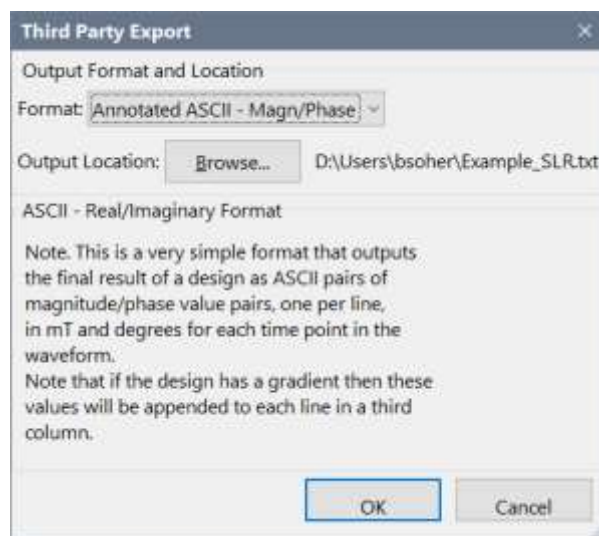 Third Party Export
Output Format and Location
Format: Annotated ASCII - Magn/Phase
Output Location: Browse... D:\Users\bsoher\Example_SLR.txt
ASCII - Real/Imaginary Format
Note. This is a very simple format that outputs
the final result of a design as ASCII pairs of
magnitude/phase value pairs, one per line,
in mT and degrees for each time point in the
waveform.
Note that if the design has a gradient then these
values will be appended to each line in a third
column.
OK Cancel